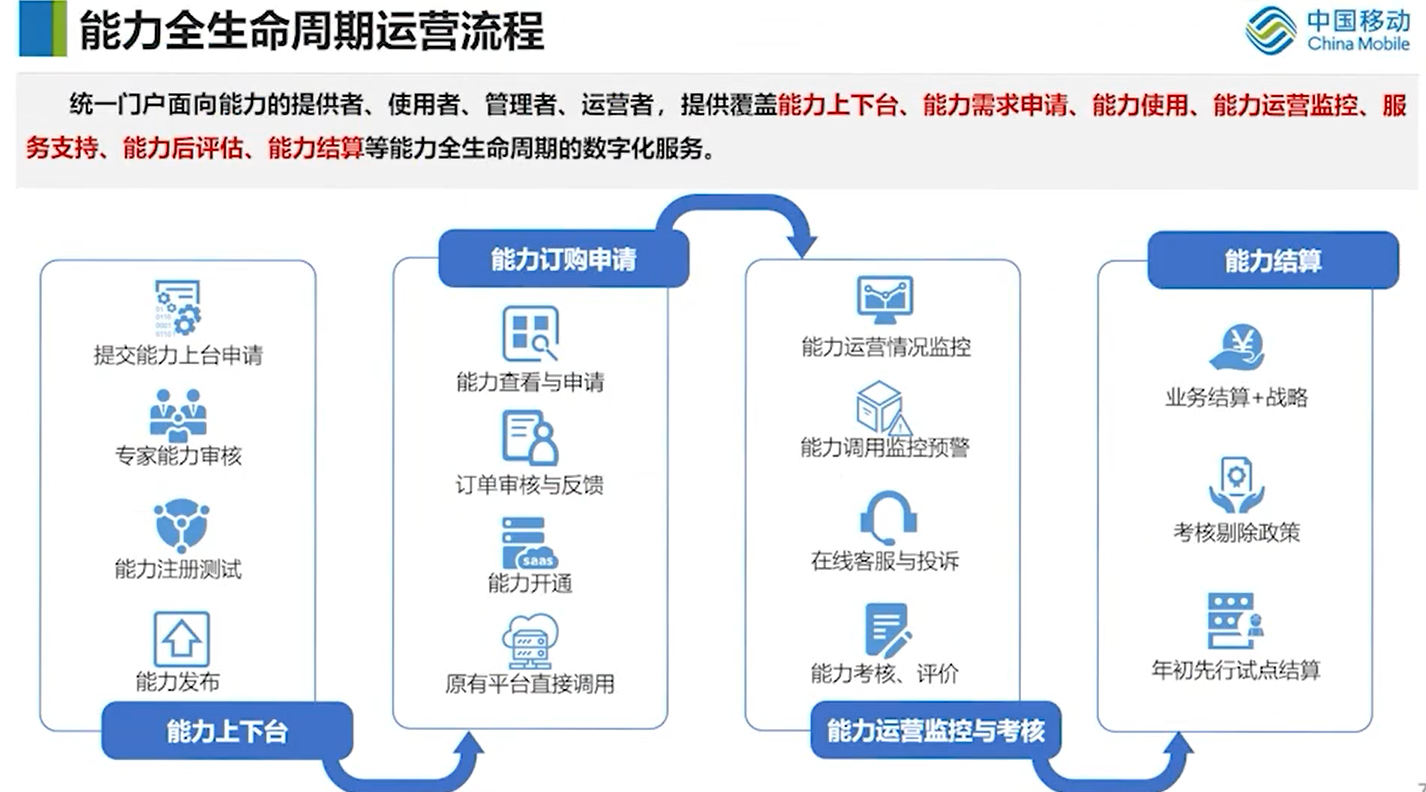 能力全生命周期运营流程
中国移动
China Mobile
统一门户面向能力的提供者、使用者、管理者、运营者，提供覆盖能力上下台、能力需求申请、能力使用、能力运营监控、服
务支持、能力后评估、能力结算等能力全生命周期的数字化服务。
提交能力上台申请
专家能力审核
能力注册测试
能力发布
能力上下台
能力订购申请
能力查看与申请
订单审核与反馈
saas
能力开通
原有平台直接调用
能力运营情况监控
能力调用监控预警
在线客服与投诉
能力考核、评价
能力运营监控与考核
能力结算
¥
业务结算+战略
考核剔除政策
年初先行试点结算